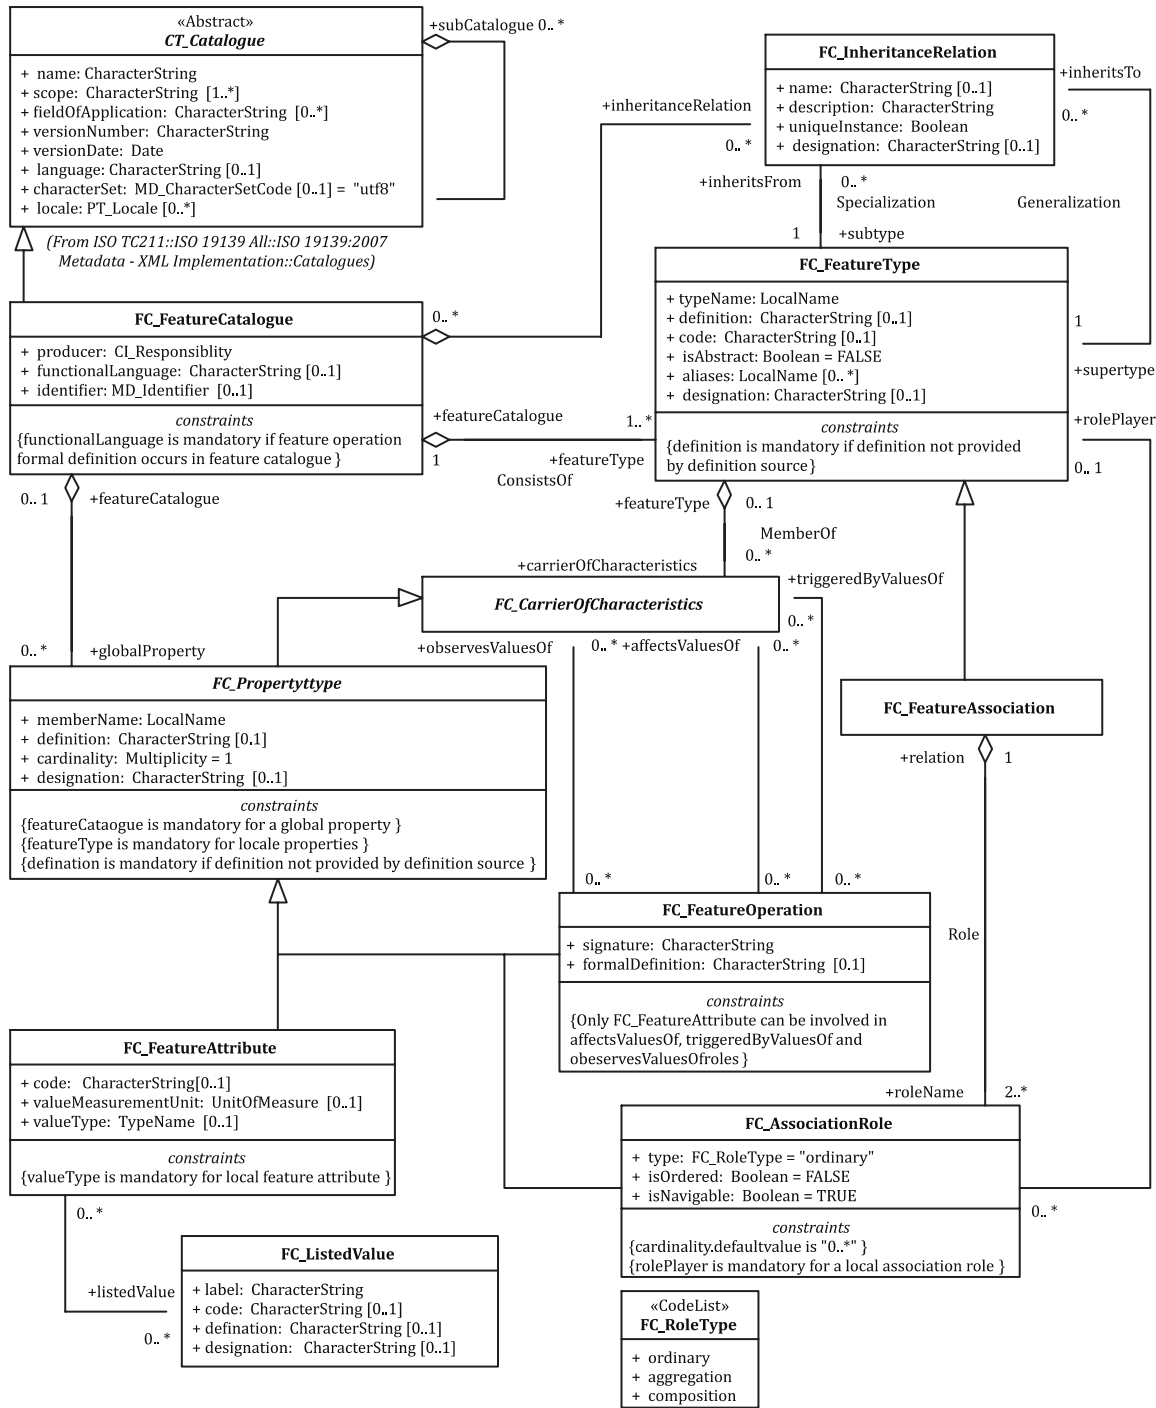 «Abstract»
CT_Catalogue
+ name: CharacterString
+ scope: CharacterString [1..*]
+ fieldOfApplication: CharacterString [0..*]
+ versionNumber: CharacterString
+ versionDate: Date
+ language: CharacterString [0..1]
+ characterSet: MD_CharacterSetCode [0..1] = "utf8"
+ locale: PT_Locale [0..*]
+subCatalogue 0.. *
(From ISO TC211::ISO 19139 All::ISO 19139:2007
Metadata - XML Implementation::Catalogues)
FC_InheritanceRelation
+ name: CharacterString [0..1]
+ description: CharacterString
+ uniqueInstance: Boolean
+ designation: CharacterString [0..1]
+inheritsTo
0.. *
+inheritanceRelation
0.. *
+inheritsFrom
0.. *
Specialization
Generalization
1
+subtype
FC_FeatureType
+ typeName: LocalName
+ definition: CharacterString [0..1]
+ code: CharacterString [0..1]
+ isAbstract: Boolean = FALSE
+ aliases: LocalName [0..*]
+ designation: CharacterString [0..1]
constraints
{definition is mandatory if definition not provided
by definition source}
1
+supertype
+rolePlayer
0.. 1
FC_FeatureCatalogue
+ producer: CI_Responsiblity
+ functionalLanguage: CharacterString [0..1]
+ identifier: MD_Identifier [0..1]
constraints
{functionalLanguage is mandatory if feature operation
formal definition occurs in feature catalogue }
0.. *
+featureCatalogue
1
1.. *
+featureType
ConsistsOf
0.. 1
+featureCatalogue
+featureType
0.. 1
MemberOf
0.. *
+carrierOfCharacteristics
FC_CarrierOfCharacteristics
+triggeredByValuesOf
0.. *
+observesValuesOf
0.. *
+affectsValuesOf
0.. *
0.. *
+globalProperty
FC_Propertyttype
+ memberName: LocalName
+ definition: CharacterString [0.1]
+ cardinality: Multiplicity = 1
+ designation: CharacterString [0..1]
constraints
{featureCataogue is mandatory for a global property }
{featureType is mandatory for locale properties }
{defination is mandatory if definition not provided by definition source }
FC_FeatureAssociation
+relation
1
0.. *
0.. *
0.. *
FC_FeatureOperation
+ signature: CharacterString
+ formalDefinition: CharacterString [0.1]
constraints
{Only FC_FeatureAttribute can be involved in
affectsValuesOf, triggeredByValuesOf and
obeservesValuesOfroles }
Role
+roleName
2..*
FC_FeatureAttribute
+ code: CharacterString[0..1]
+ valueMeasurementUnit: UnitOfMeasure [0..1]
+ valueType: TypeName [0..1]
constraints
{valueType is mandatory for local feature attribute }
0.. *
+listedValue
0.. *
FC_ListedValue
+ label: CharacterString
+ code: CharacterString [0..1]
+ defination: CharacterString [0..1]
+ designation: CharacterString [0..1]
FC_AssociationRole
+ type: FC_RoleType = "ordinary"
+ isOrdered: Boolean = FALSE
+ isNavigable: Boolean = TRUE
constraints
{cardinality.defaultvalue is "0..*" }
{rolePlayer is mandatory for a local association role }
0.. *
«CodeList»
FC_RoleType
+ ordinary
+ aggregation
+ composition